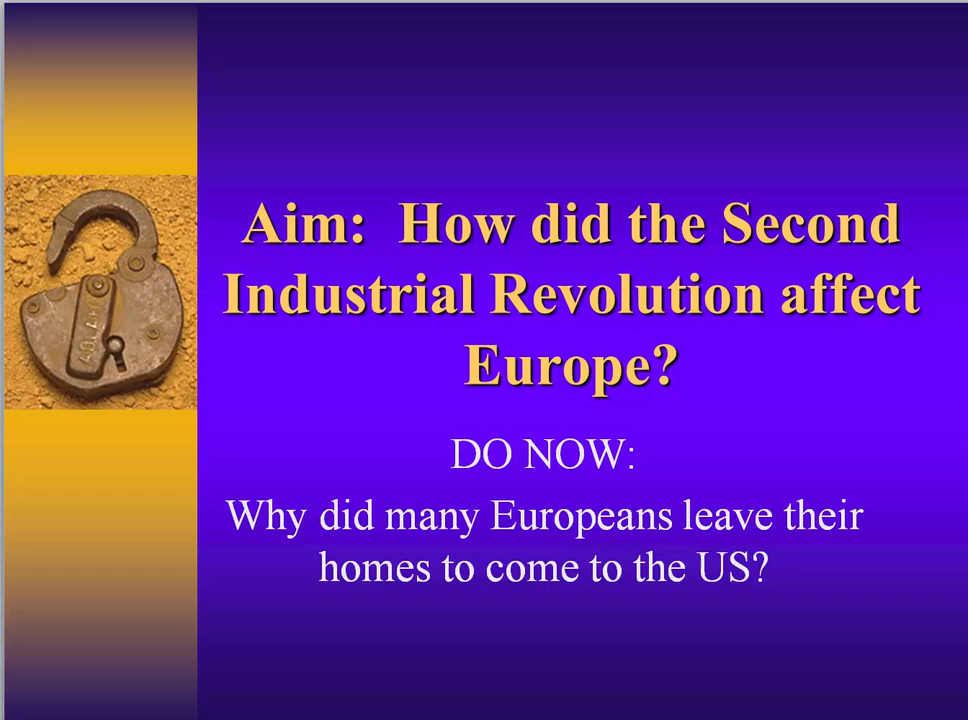 Aim: How did the Second
Industrial Revolution affect
Europe?
DO NOW:
Why did many Europeans leave their
homes to come to the US?